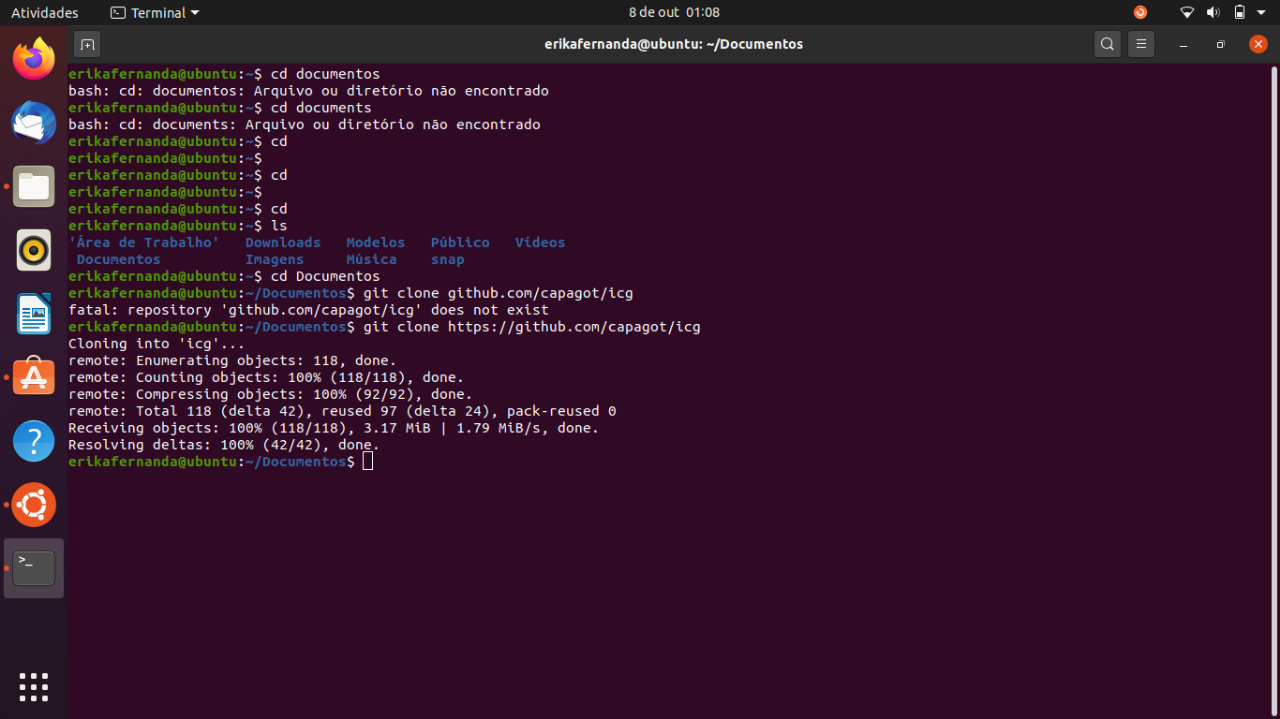 Atividades
Terminal
8 de out 01:08
erikafernanda@ubuntu: ~/Documentos
erikafernanda@ubuntu:~$ cd documentos
bash: cd: documentos: Arquivo ou diretório não encontrado
erikafernanda@ubuntu:~$ cd documents
bash: cd: documents: Arquivo ou diretório não encontrado
erikafernanda@ubuntu:~$ cd
erikafernanda@ubuntu:~$
erikafernanda@ubuntu:~$ cd
erikafernanda@ubuntu:~$
erikafernanda@ubuntu:~$ cd
erikafernanda@ubuntu:~$ ls
'Área de Trabalho'   Downloads   Modelos   Público   Vídeos
 Documentos          Imagens     Música    snap
erikafernanda@ubuntu:~$ cd Documentos
erikafernanda@ubuntu:~/Documentos$ git clone github.com/capagot/icg
fatal: repository 'github.com/capagot/icg' does not exist
erikafernanda@ubuntu:~/Documentos$ git clone https://github.com/capagot/icg
Cloning into 'icg'...
remote: Enumerating objects: 118, done.
remote: Counting objects: 100% (118/118), done.
remote: Compressing objects: 100% (92/92), done.
remote: Total 118 (delta 42), reused 97 (delta 24), pack-reused 0
Receiving objects: 100% (118/118), 3.17 MiB | 1.79 MiB/s, done.
Resolving deltas: 100% (42/42), done.
erikafernanda@ubuntu:~/Documentos$